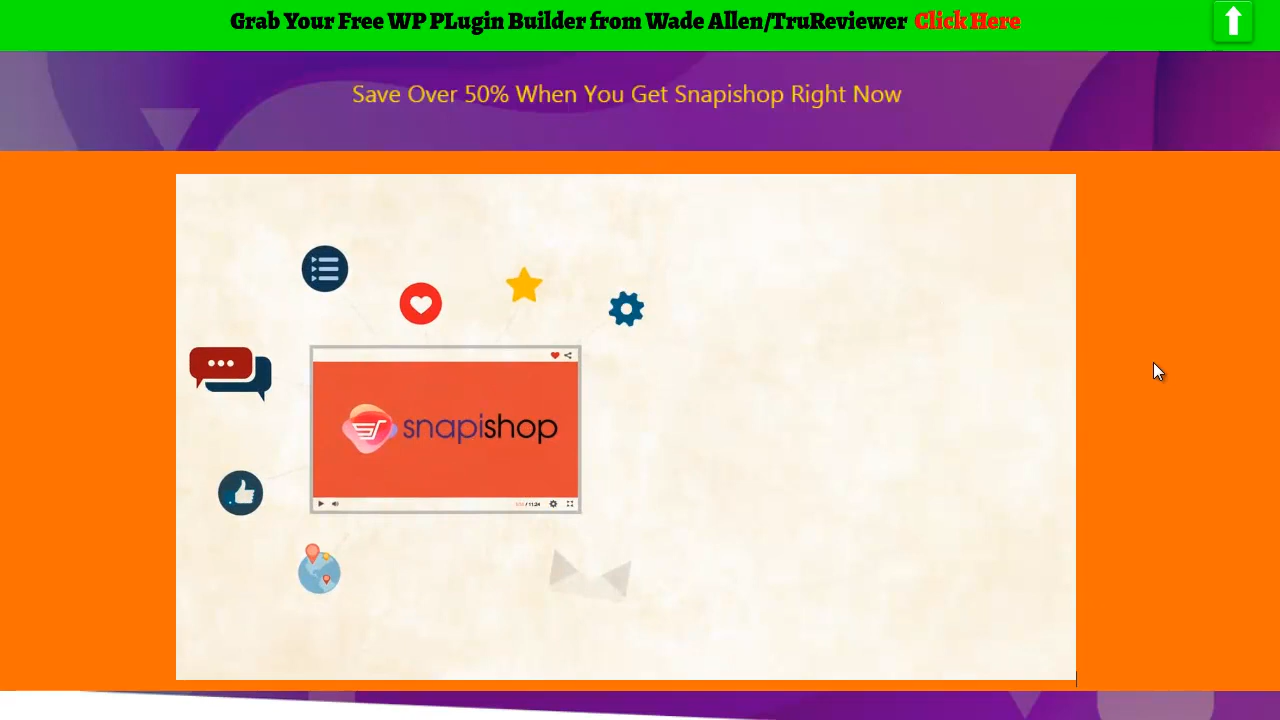 Grab Your Free WP PLugin Builder from Wade Allen/TruReviewer Click Here
Save Over 50% When You Get Snapishop Right Now
snapishop